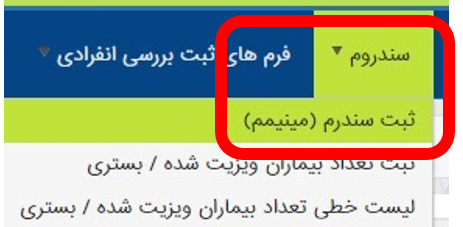 سندروم فرم های ثبت بررسی انفرادی
ثبت سندرم (مینیمم)
ثبت تعداد بیماران ویزیت شده / بستری
لیست خطی تعداد بیماران ویزیت شده / بستری